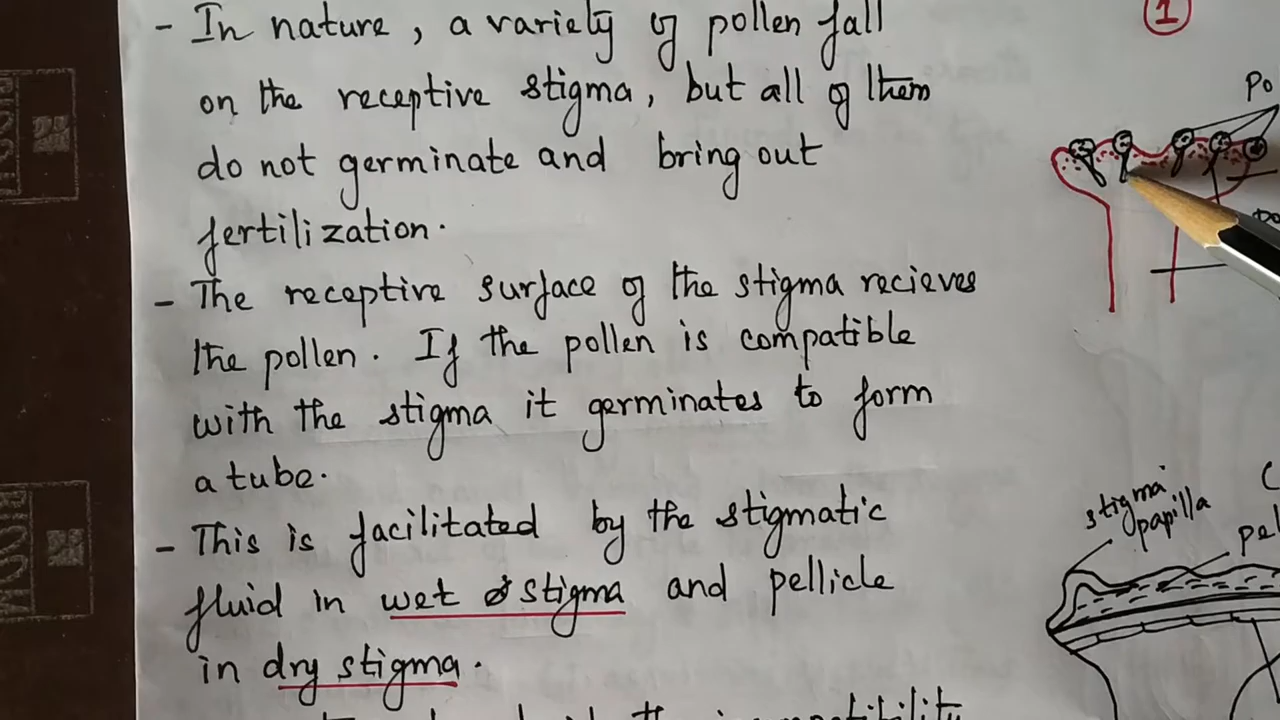 - In nature, a variety of pollen fall
on the receptive stigma, but all of them
do not germinate and bring out
fertilization.
- The receptive surface of the stigma recieves
the pollen. If the pollen is compatible
with the stigma it germinates to form
a tube.
- This is facilitated by the stigmatic
fluid in wet stigma and pellicle
in dry stigma.
1
Po
po
stigma
papilla
C
pel